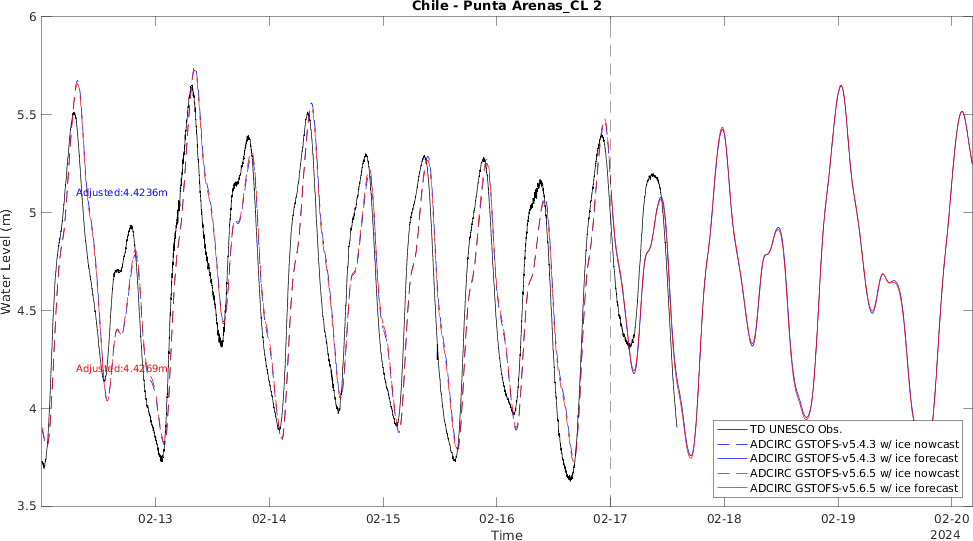 Chile - Punta Arenas_CL 2
Water Level (m)
6
5.5
5
4.5
4
3.5
Adjusted:4.4236m
Adjusted:4.4269m
TD UNESCO Obs.
ADCIRC GSTOFS-v5.4.3 w/ ice nowcast
ADCIRC GSTOFS-v5.4.3 w/ ice forecast
ADCIRC GSTOFS-v5.6.5 w/ ice nowcast
ADCIRC GSTOFS-v5.6.5 w/ ice forecast
02-13 02-14 02-15 02-16 02-17 02-18 02-19 02-20
2024
Time